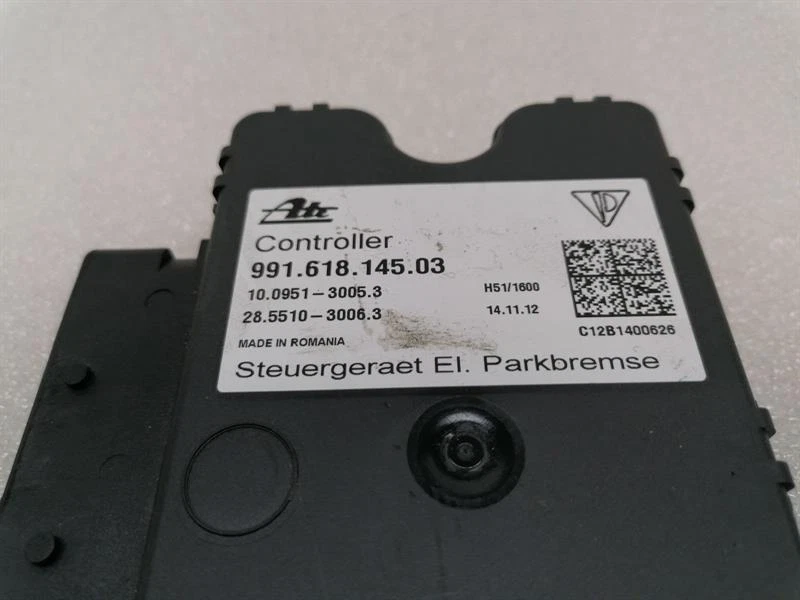 Ate
Controller
991.618.145.03
10.0951-3005.3 H51/1600
28.5510-3006.3 14.11.12
MADE IN ROMANIA C12B1400626
Steuergeraet El. Parkbremse